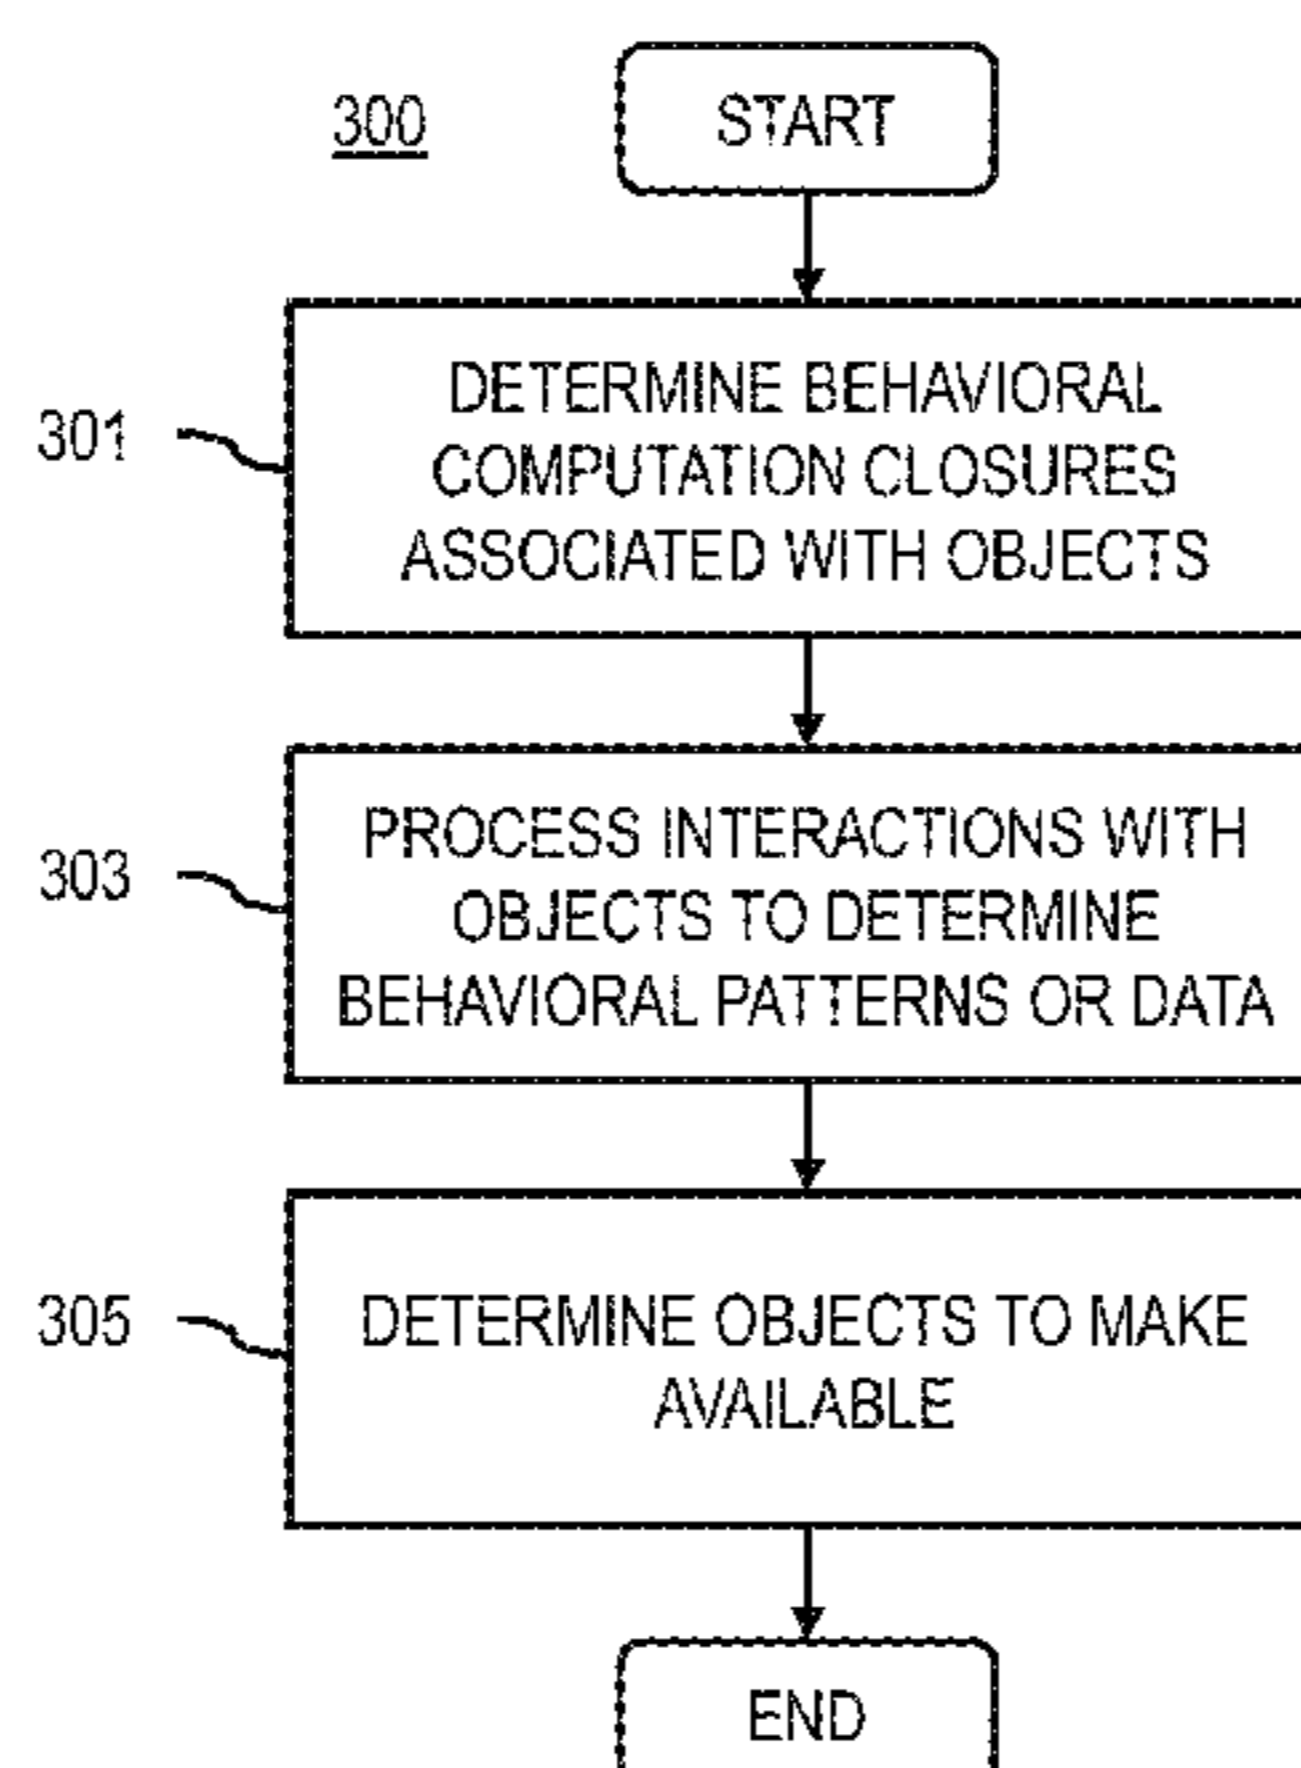 300
START
301
DETERMINE BEHAVIORAL
COMPUTATION CLOSURES
ASSOCIATED WITH OBJECTS
303
PROCESS INTERACTIONS WITH
OBJECTS TO DETERMINE
BEHAVIORAL PATTERNS OR DATA
305
DETERMINE OBJECTS TO MAKE
AVAILABLE
END